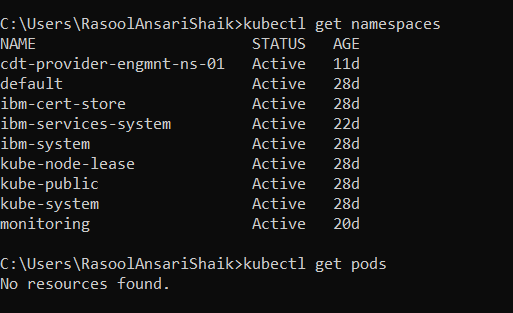 C:\Users\RasoolAnsariShaik>kubectl get namespaces
NAME STATUS AGE
cdt-provider-engmnt-ns-01 Active 11d
default Active 28d
ibm-cert-store Active 28d
ibm-services-system Active 22d
ibm-system Active 28d
kube-node-lease Active 28d
kube-public Active 28d
kube-system Active 28d
monitoring Active 20d
C:\Users\RasoolAnsariShaik>kubectl get pods
No resources found.